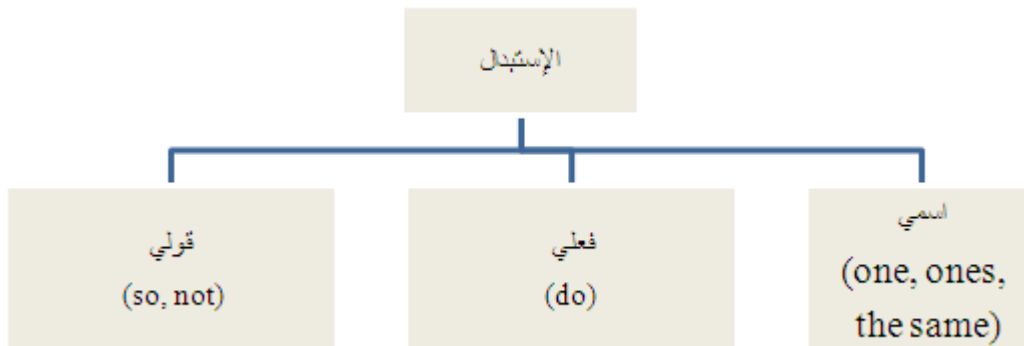 الإستبدال
اسمي
(one, ones,
the same)
فعلي
(do)
قولي
(so, not)